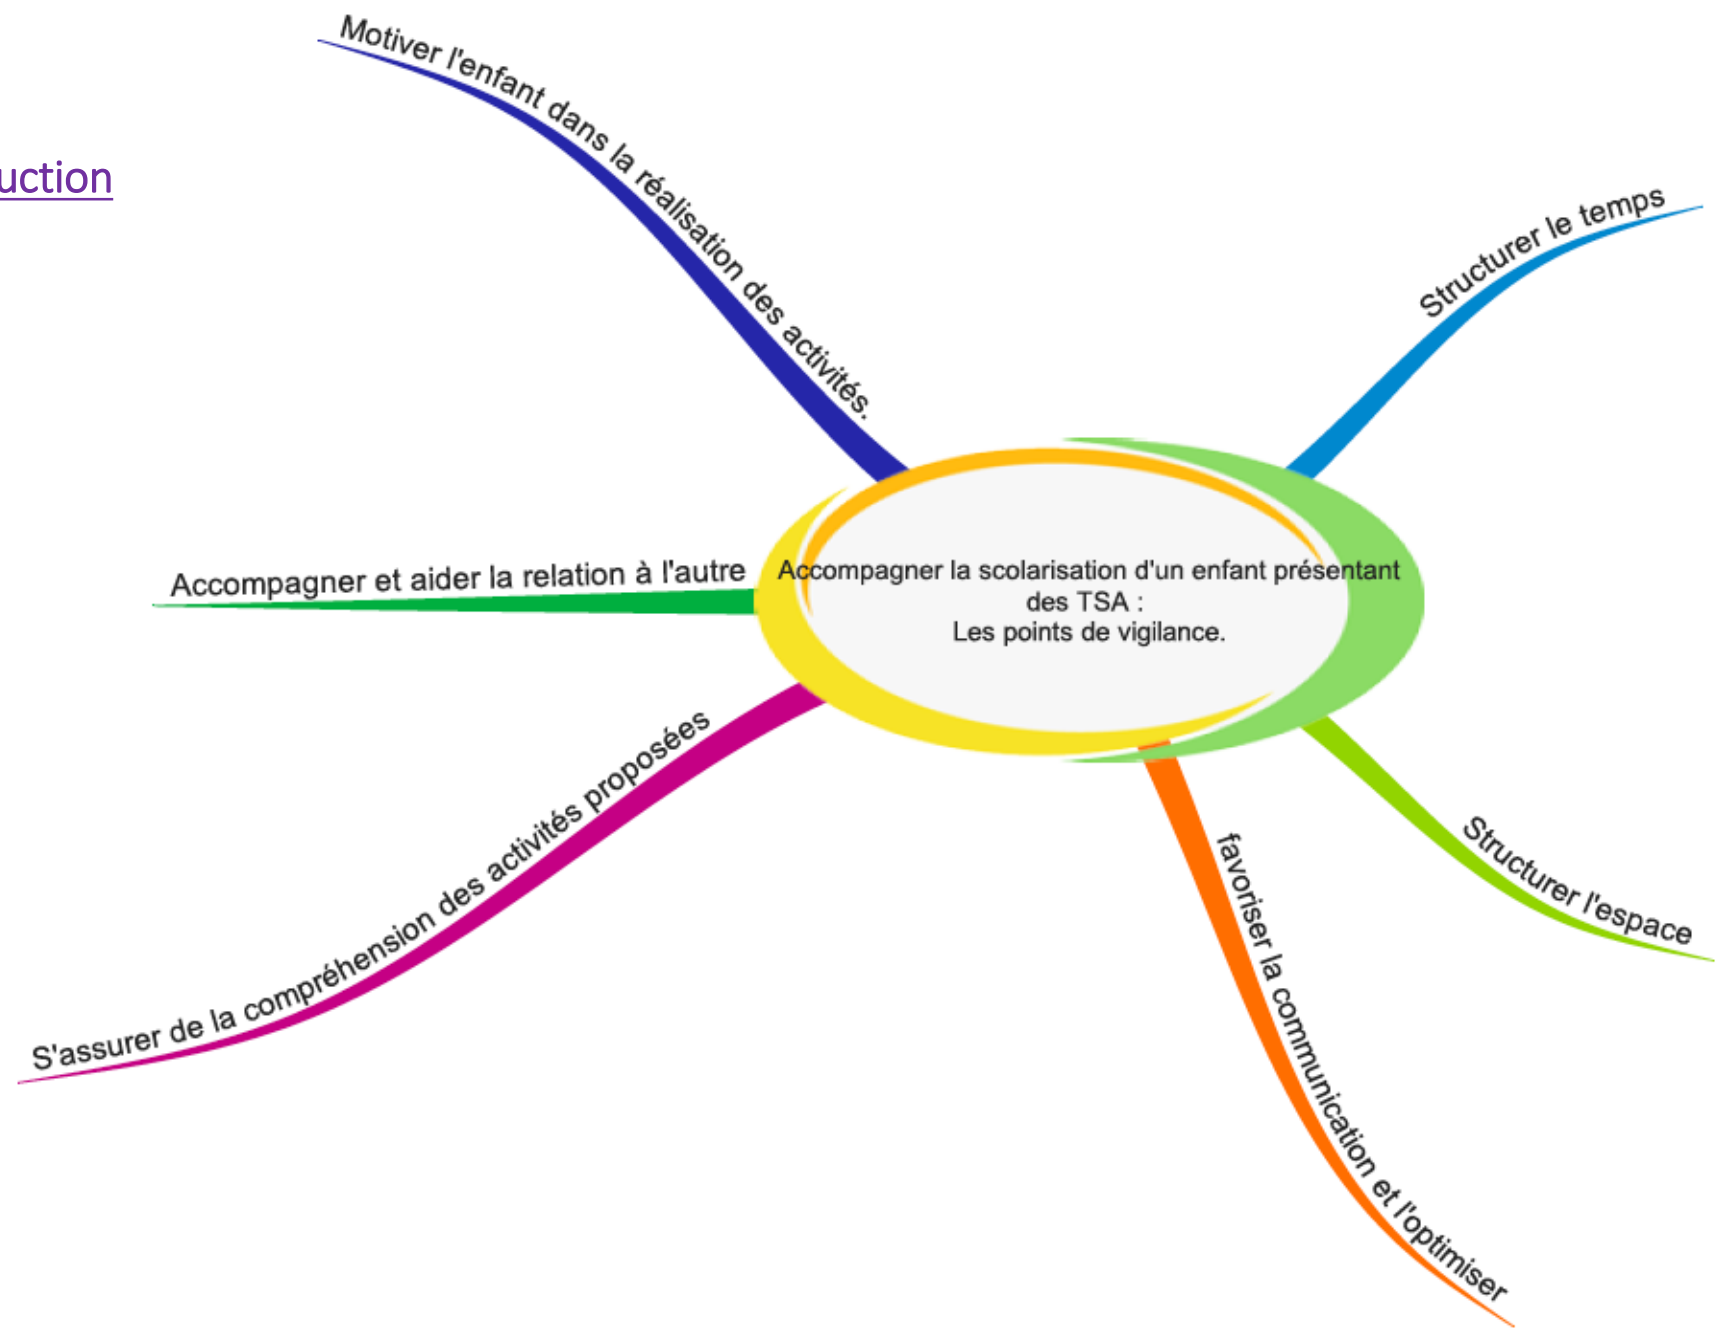 Motiver l'enfant dans la réalisation des activités.
uction
Structurer le temps
Accompagner et aider la relation à l'autre
Accompagner la scolarisation d'un enfant présentant
des TSA :
Les points de vigilance.
S'assurer de la compréhension des activités proposées
Structurer l'espace
favoriser la communication et l'optimiser